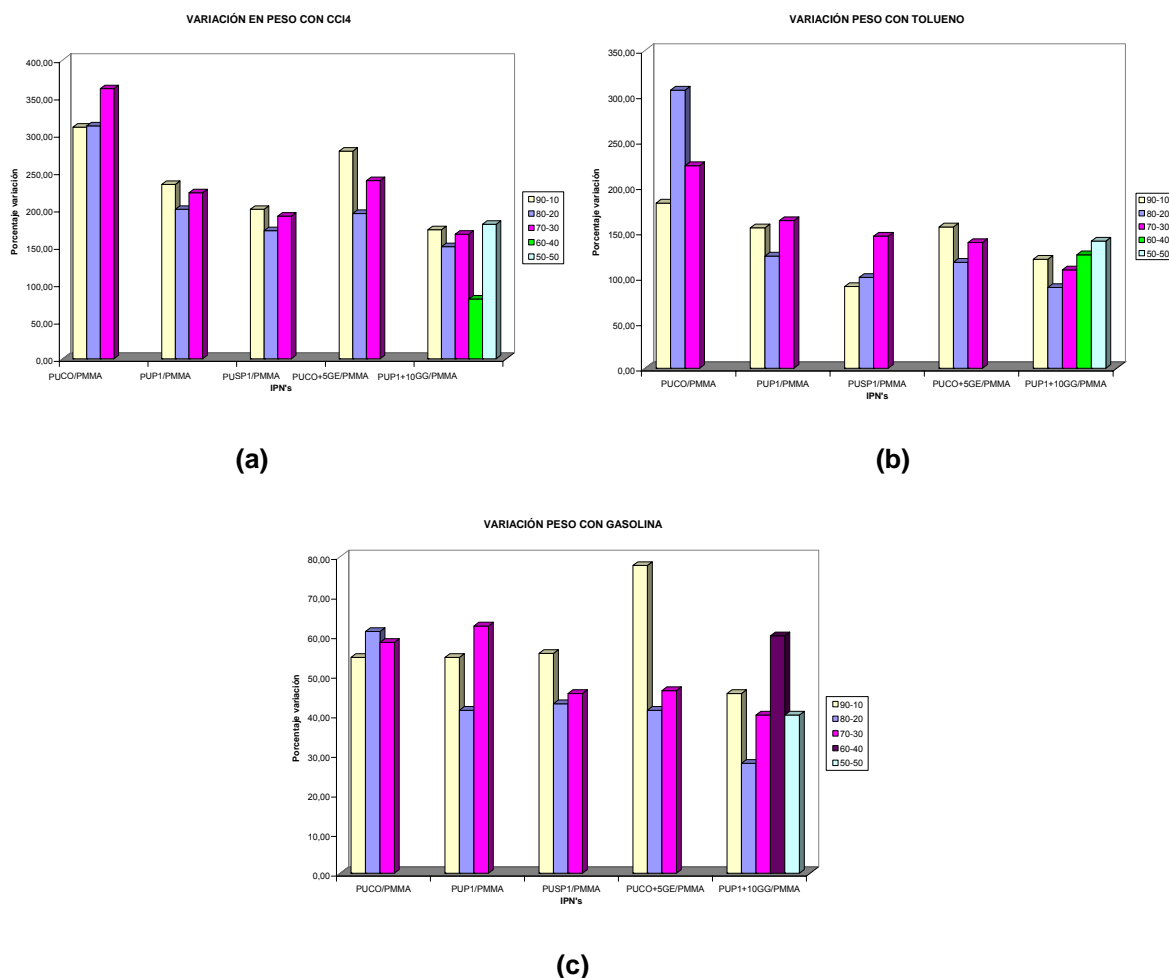 VARIACIÓN EN PESO CON CCl4
400,00
350,00
300,00
250,00
200,00
150,00
100,00
50,00
0,00
Porcentaje variación
PUCO/PMMA PUP1/PMMA PUSP1/PMMA PUCO+5GE/PMMA PUP1+10GG/PMMA
IPN's
90-10
80-20
70-30
60-40
50-50
(a)
VARIACIÓN PESO CON TOLUENO
350,00
300,00
250,00
200,00
150,00
100,00
50,00
0,00
Porcentaje variación
PUCO/PMMA PUP1/PMMA PUSP1/PMMA PUCO+5GE/PMMA PUP1+10GG/PMMA
IPN's
90-10
80-20
70-30
60-40
50-50
(b)
VARIACIÓN PESO CON GASOLINA
80,00
70,00
60,00
50,00
40,00
30,00
20,00
10,00
0,00
Porcentaje variación
PUCO/PMMA PUP1/PMMA PUSP1/PMMA PUCO+5GE/PMMA PUP1+10GG/PMMA
IPN's
90-10
80-20
70-30
60-40
50-50
(c)